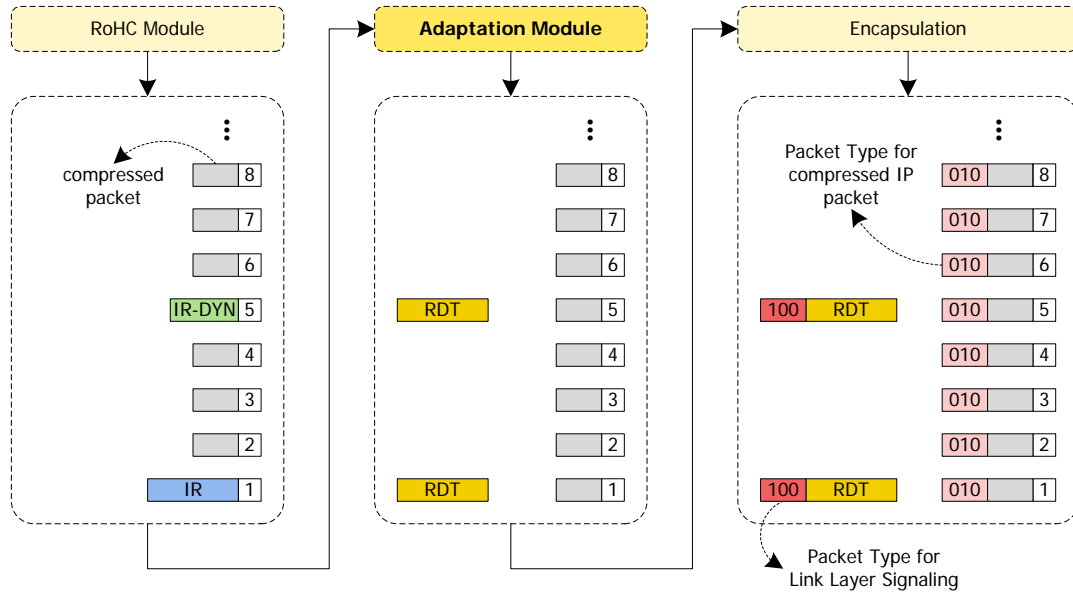 RoHC Module
Adaptation Module
Encapsulation
compressed
packet
8
7
6
IR-DYN 5
4
3
2
IR 1
8
7
6
RDT 5
4
3
2
RDT 1
Packet Type for
compressed IP
packet
010 8
010 7
010 6
100 RDT 010 5
010 4
010 3
010 2
100 RDT 010 1
Packet Type for
Link Layer Signaling